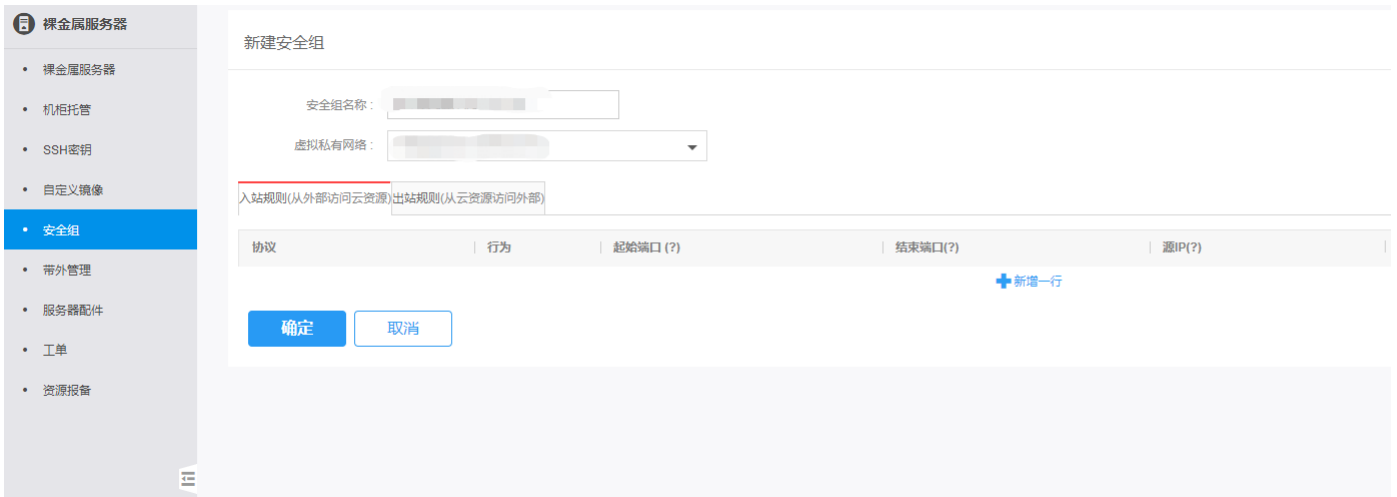 裸金属服务器
裸金属服务器
机柜托管
SSH密钥
自定义镜像
安全组
带外管理
服务器配件
工单
资源报备
新建安全组
安全组名称：
虚拟私有网络：
入站规则(从外部访问云资源) 出站规则(从云资源访问外部)
协议 行为 起始端口 (?) 结束端口(?) 源IP(?)
新增一行
确定 取消